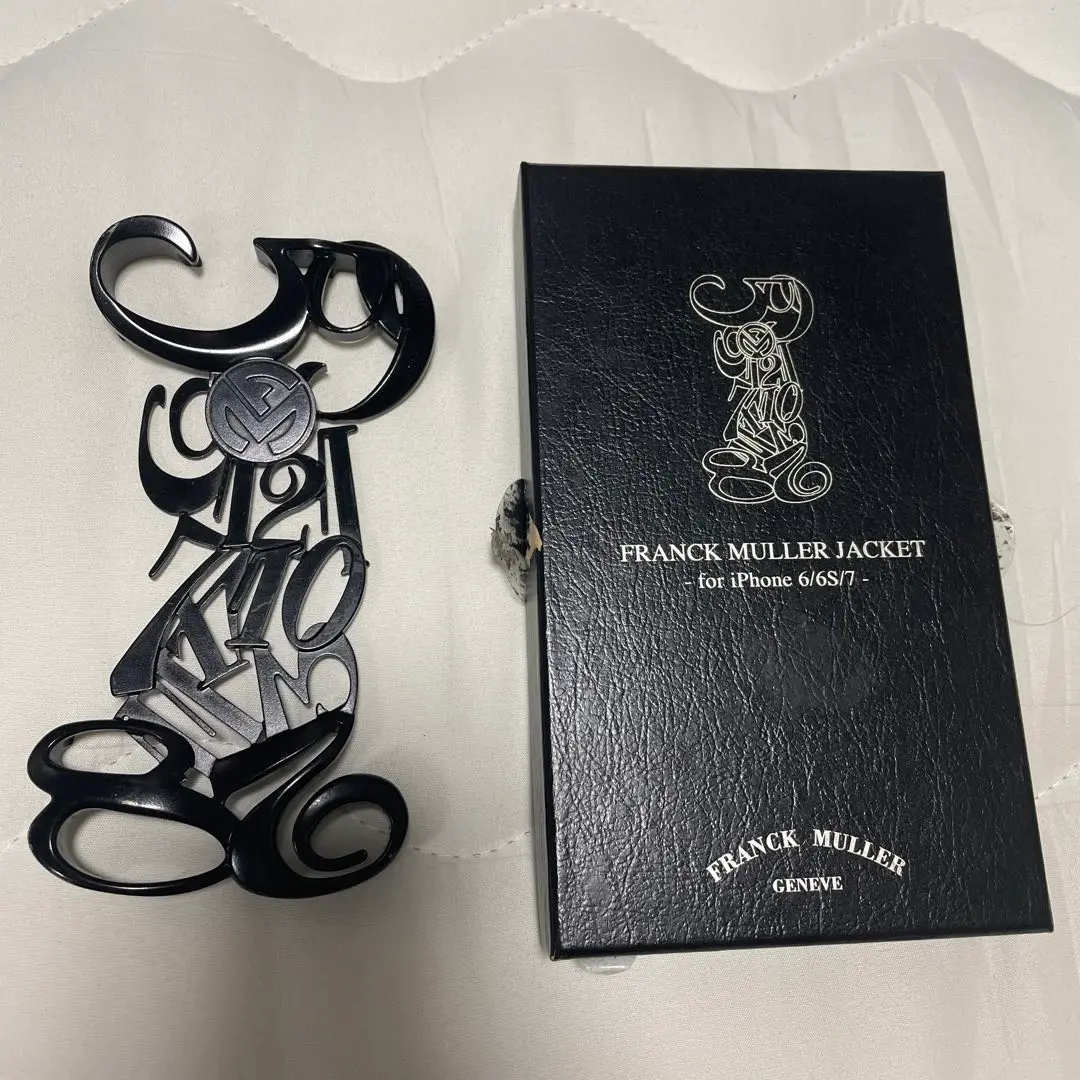 FRANCK MULLER JACKET
- for iPhone 6/6S/7 -
FRANCK MULLER
GENEVE